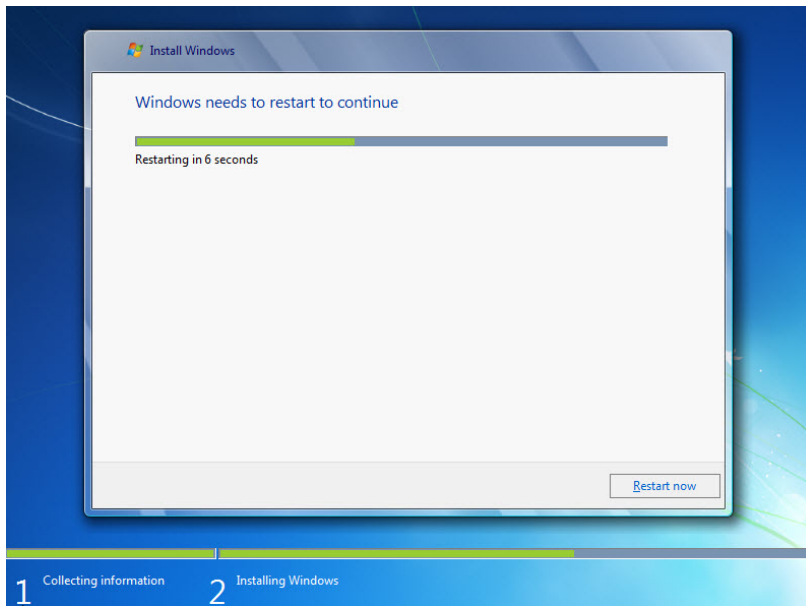 Install Windows
Windows needs to restart to continue
Restarting in 6 seconds
Restart now
1 Collecting information 2 Installing Windows